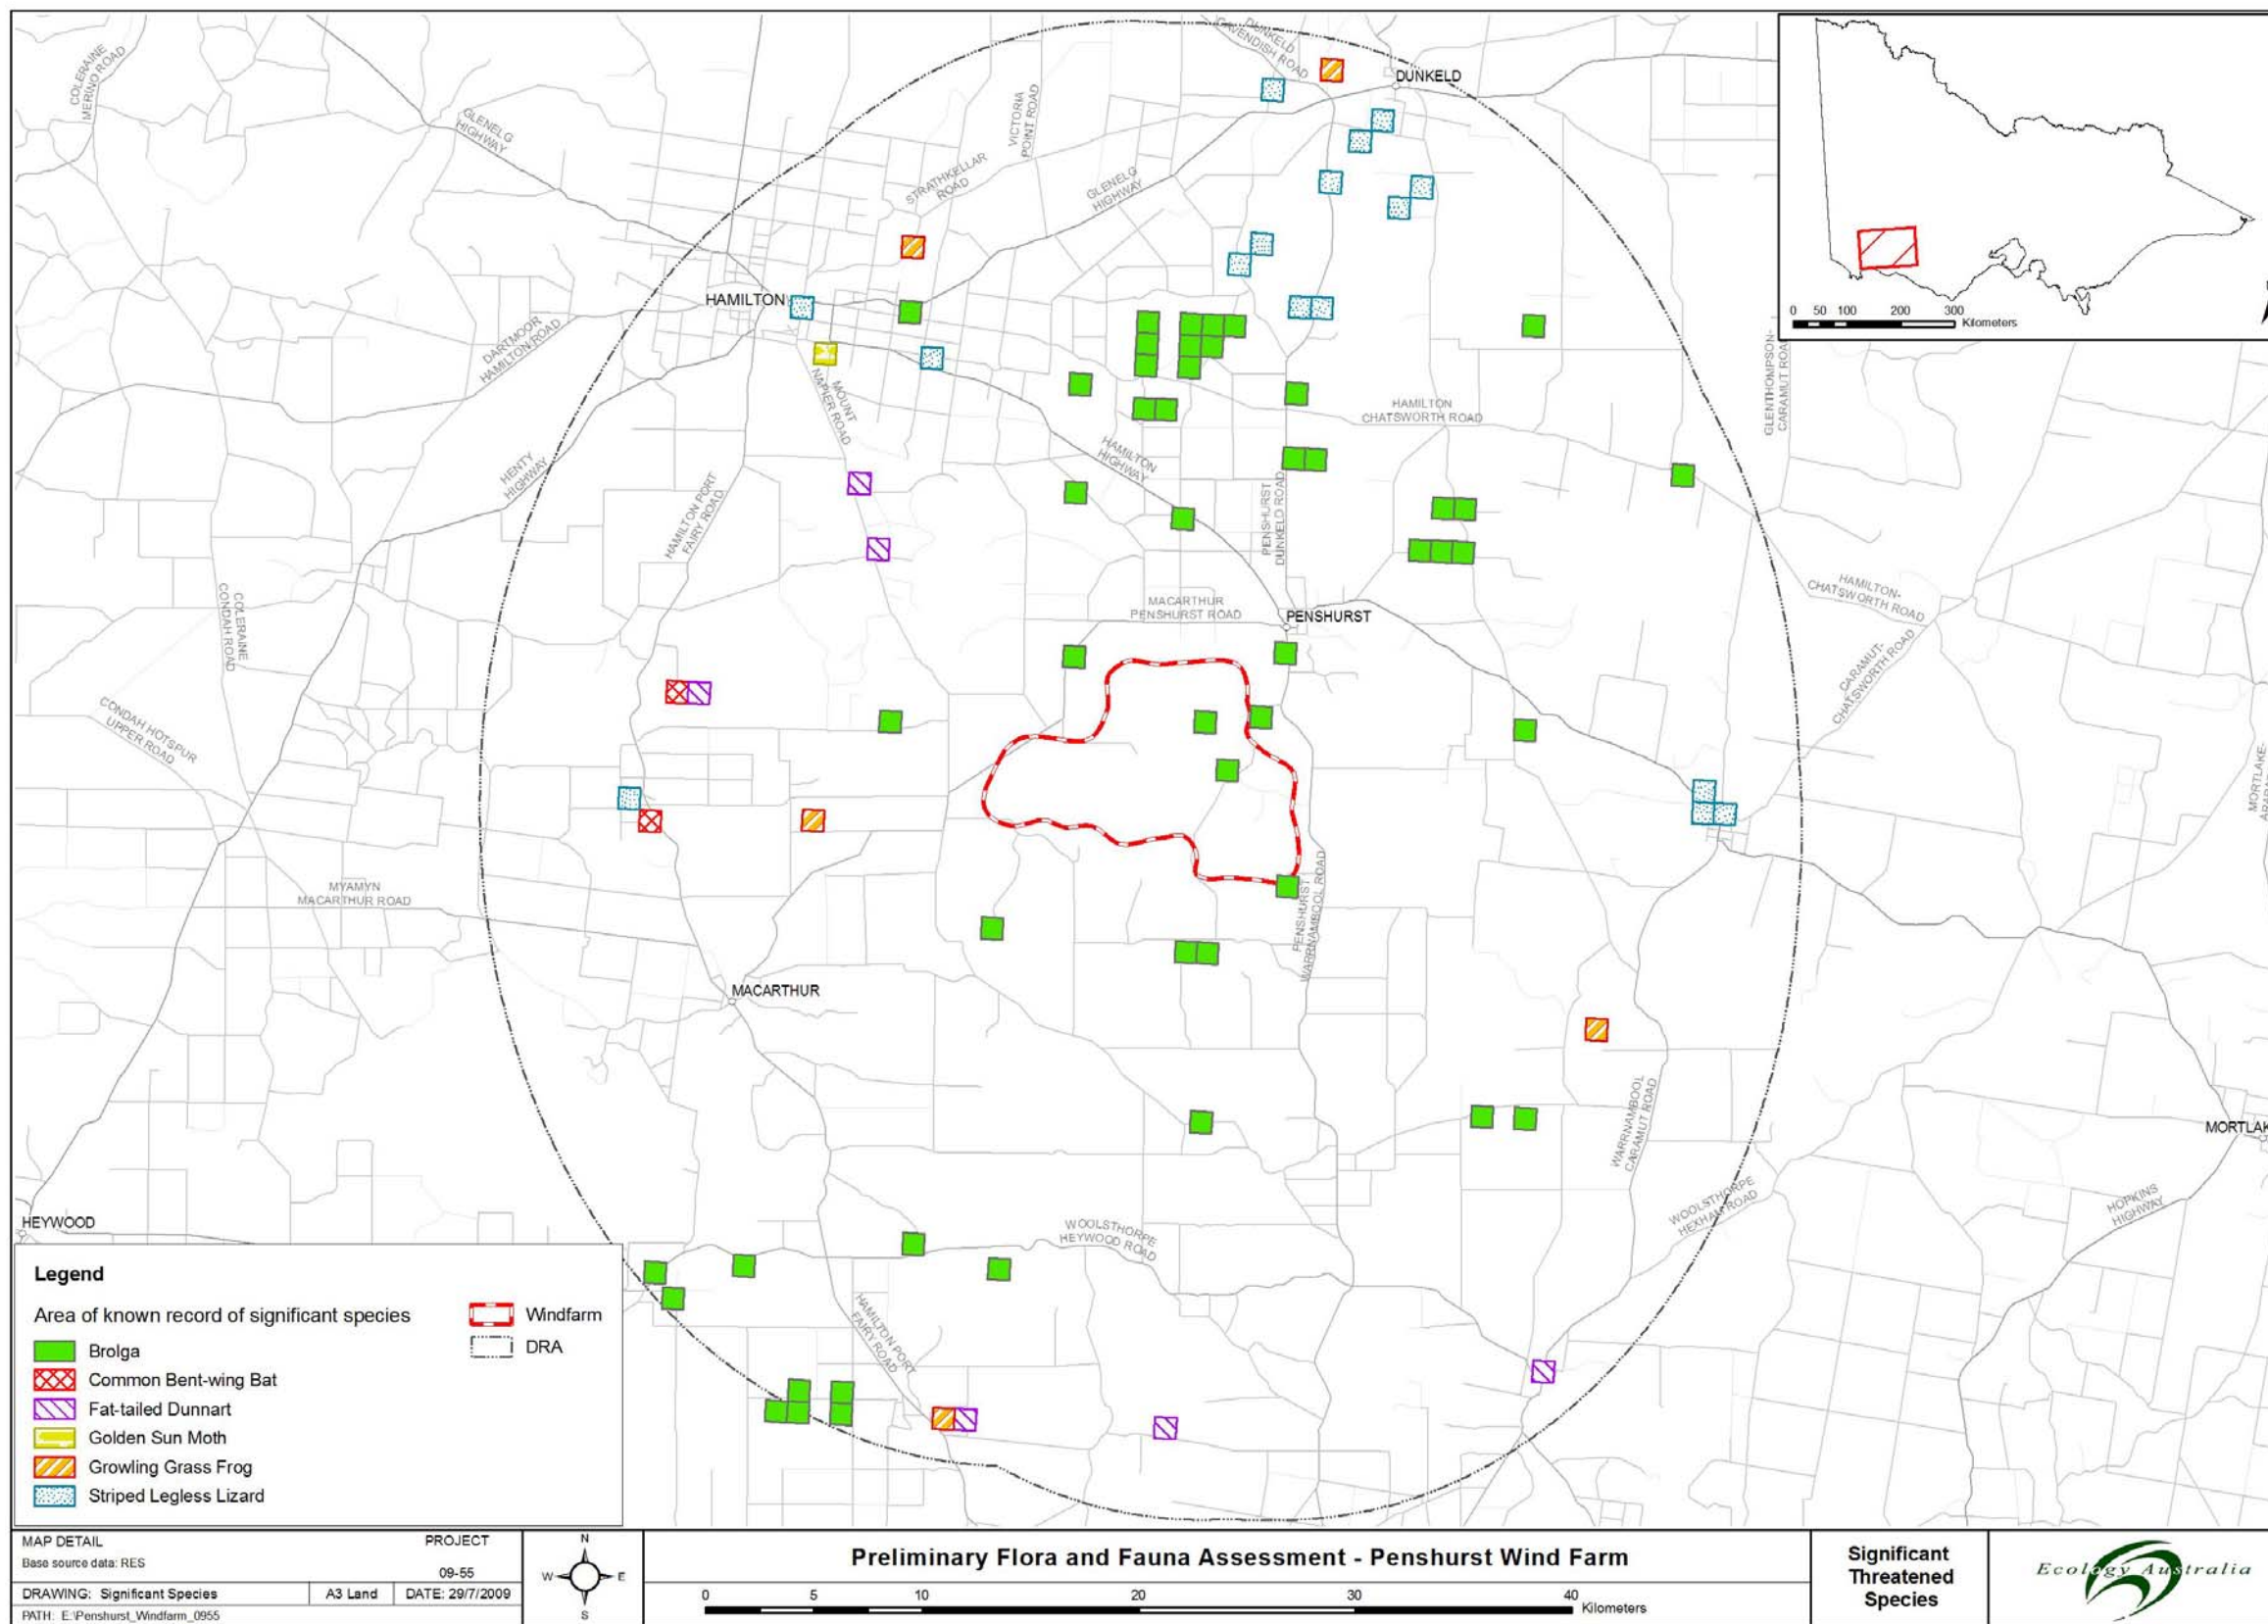 COLERAINE
MERINO ROAD
GLENELG
HIGHWAY
VICTORIA
POINT ROAD
STRATHKELLAR
ROAD
DUNKELD
CAVENDISH ROAD
DUNKELD
GLENELG
HIGHWAY
0 50 100 200 300
Kilometers
HAMILTON
DARTMOOR
HAMILTON ROAD
MOUNT
NAPIER ROAD
HENTY
HIGHWAY
HAMILTON PORT
FAIRY ROAD
HAMILTON
HIGHWAY
HAMILTON
CHATSWORTH ROAD
GLENTHOMPSON-
CARAMUT ROA
PENSHURST
DUNKELD ROAD
COLERAINE
CONDAH ROAD
MACARTHUR
PENSHURST ROAD
PENSHURST
HAMILTON-
CHATSWORTH ROAD
CARAMUT-
CHATSWORTH ROAD
CONDAH HOTSPUR
UPPER ROAD
MORTLAKE-
MYAMYN
MACARTHUR ROAD
PENSHURST
WARRNAMBOOL ROAD
MACARTHUR
WARRNAMBOOL
CARAMUT ROAD
MORTLAK
WOOLSTHORPE
HEXHAM ROAD
HOPKINS
HIGHWAY
HEYWOOD
WOOLSTHORPE
HEYWOOD ROAD
HAMILTON PORT
FAIRY ROAD
Legend
Area of known record of significant species
Brolga
Common Bent-wing Bat
Fat-tailed Dunnart
Golden Sun Moth
Growling Grass Frog
Striped Legless Lizard
Windfarm
DRA
MAP DETAIL
Base source data: RES
PROJECT
09-55
DRAWING: Significant Species
A3 Land
DATE: 29/7/2009
PATH: E:\Penshurst_Windfarm_0955
N
W E
S
Preliminary Flora and Fauna Assessment - Penshurst Wind Farm
0 5 10 20 30 40
Kilometers
Significant
Threatened
Species
Ecology Australia